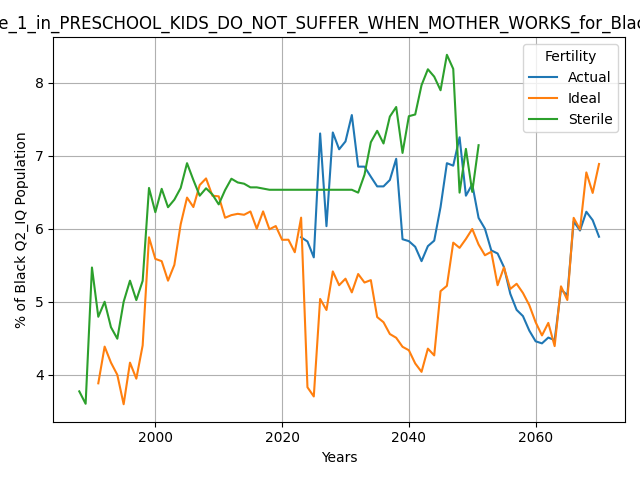 e_1_in_PRESCHOOL_KIDS_DO_NOT_SUFFER_WHEN_MOTHER_WORKS_for_Blac
Fertility
Actual
Ideal
Sterile
% of Black Q2_IQ Population
8
7
6
5
4
2000 2020 2040 2060
Years